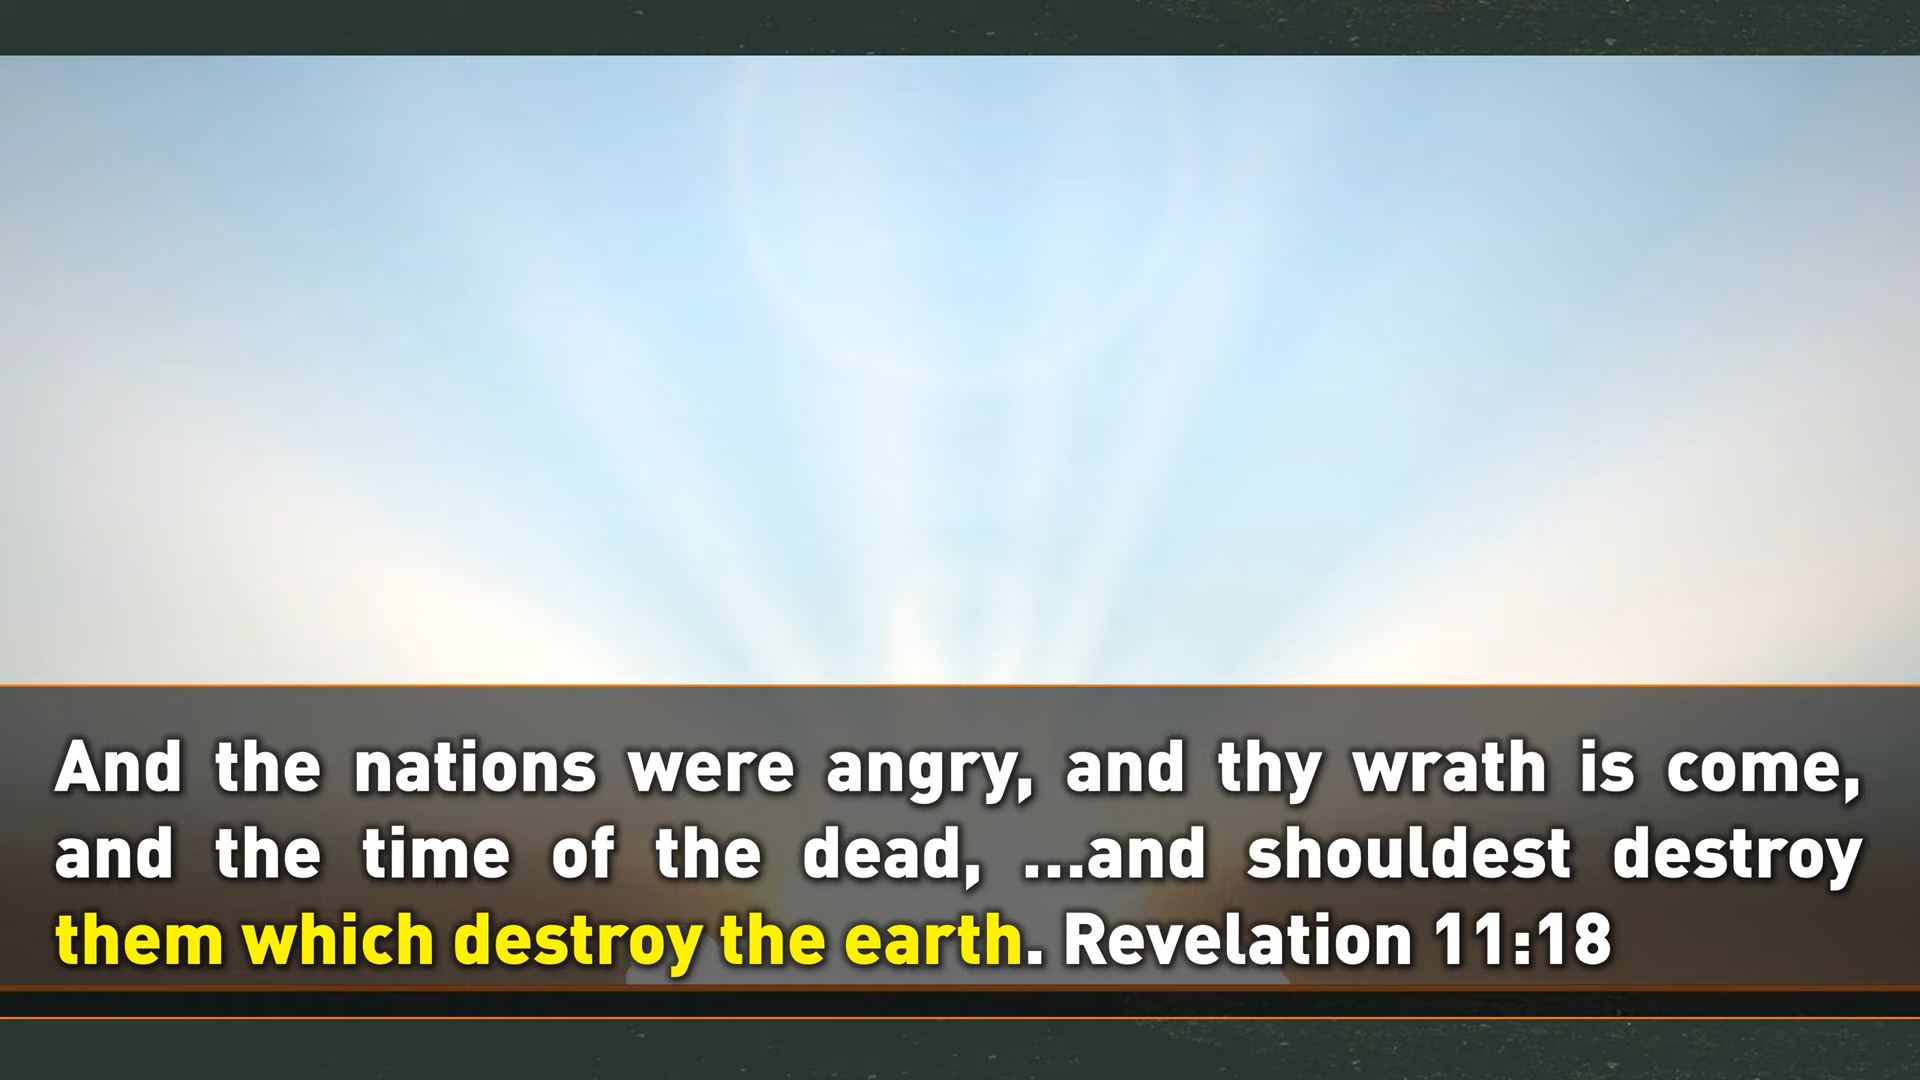 And the nations were angry, and thy wrath is come,
and the time of the dead, ...and shouldest destroy
them which destroy the earth. Revelation 11:18